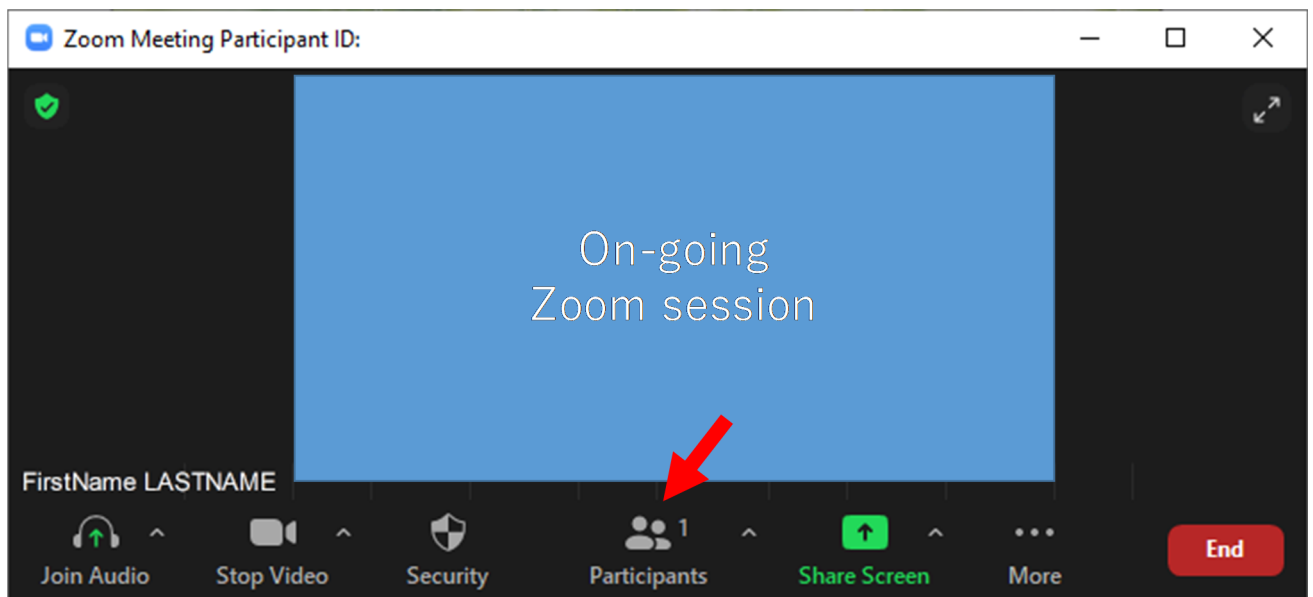 Zoom Meeting Participant ID:
On-going
Zoom session
FirstName LASTNAME
1
Join Audio
Stop Video
Security
Participants
Share Screen
More
End